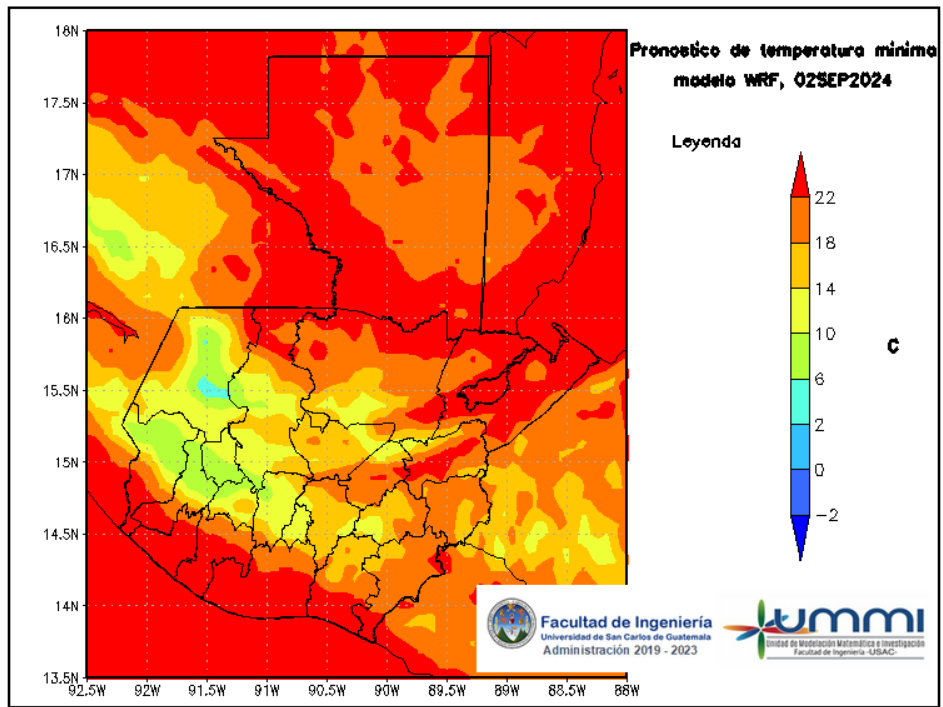 Pronostico de temperatura minima
modelo WRF, 02SEP2024
Leyenda
22
18
14
10
6
2
0
−2
C
18N
17.5N
17N
16.5N
16N
15.5N
15N
14.5N
14N
13.5N
92.5W 92W 91.5W 91W 90.5W 90W 89.5W 89W 88.5W 88W
Facultad de Ingeniería
Universidad de San Carlos de Guatemala
Administración 2019 - 2023
UMMI
Unidad de Modelación Matemática e Investigación
Facultad de Ingeniería -USAC-